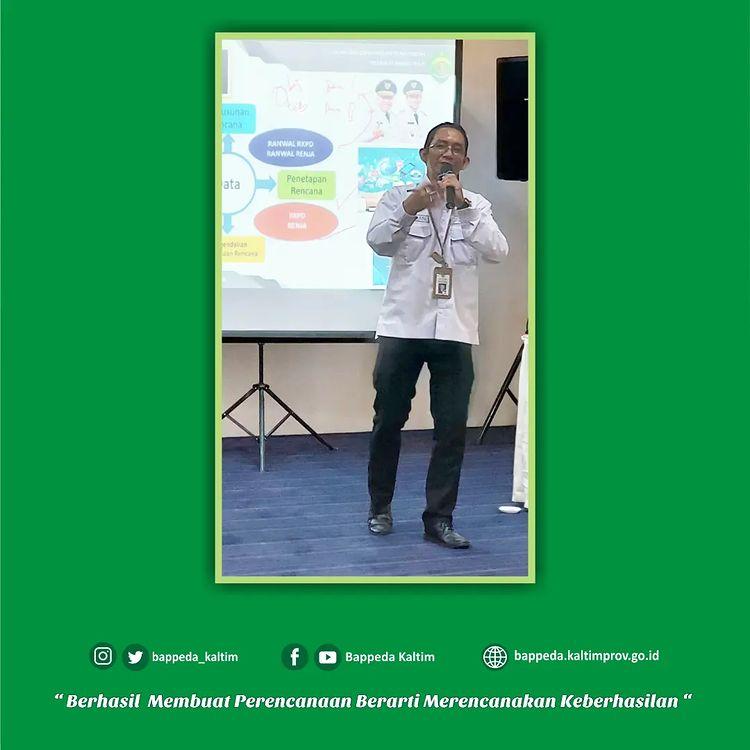 RANWAL RKPD
RANWAL RENJA
Penetapan
Rencana
RKPD
RENJA
bappeda_kaltim
Bappeda Kaltim
bappeda.kaltimprov.go.id
“ Berhasil Membuat Perencanaan Berarti Merencanakan Keberhasilan “